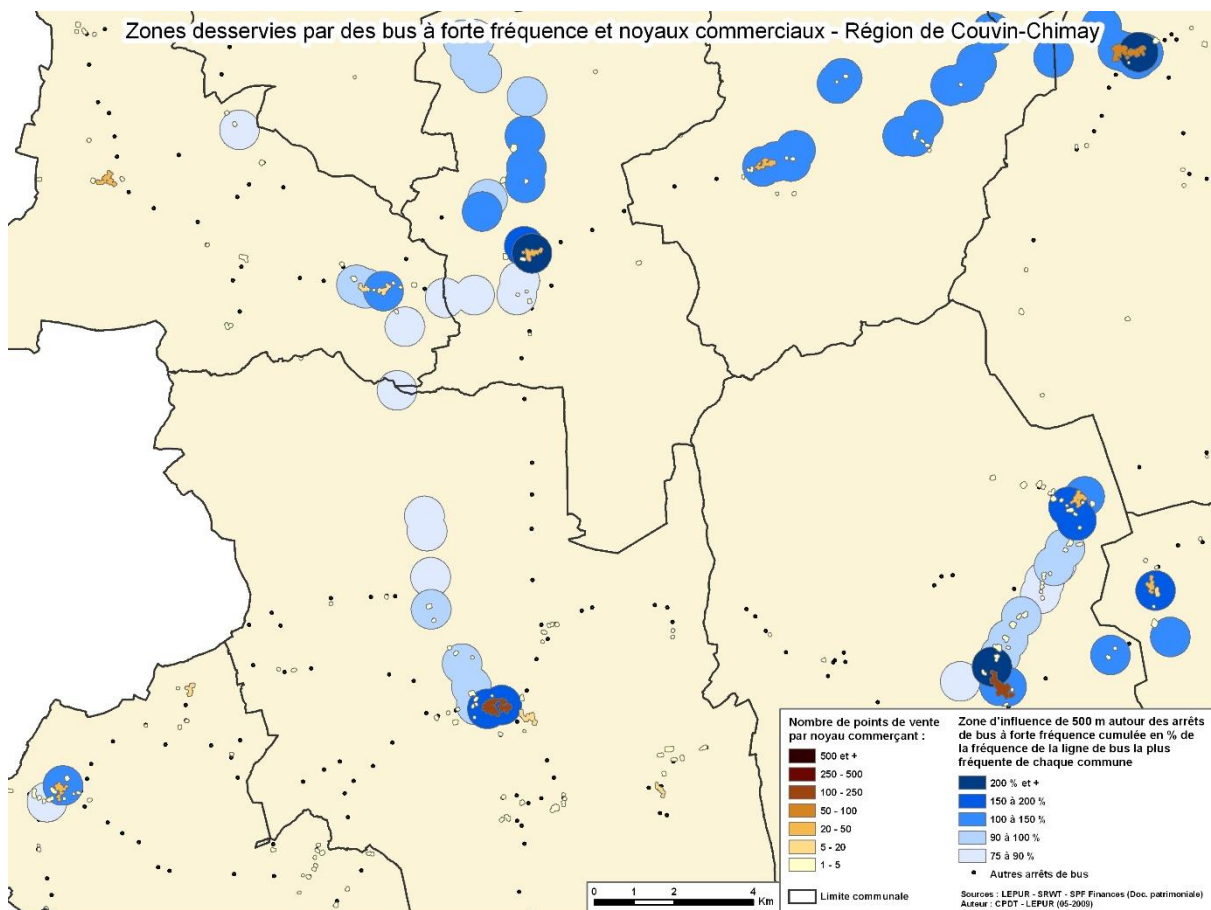 Zones desservies par des bus à forte fréquence et noyaux commerciaux - Région de Couvin-Chimay
Nombre de points de vente
par noyau commerçant :
500 et +
250 - 500
100 - 250
50 - 100
20 - 50
5 - 20
1 - 5
Limite communale
Zone d'influence de 500 m autour des arrêts
de bus à forte fréquence cumulée en % de
la fréquence de la ligne de bus la plus
fréquente de chaque commune
200 % et +
150 à 200 %
100 à 150 %
90 à 100 %
75 à 90 %
Autres arrêts de bus
Sources : LEPUR - SRWT - SPF Finances (Doc. patrimoniale)
Auteur : CPDT - LEPUR (05-2009)
0 1 2 4
Km